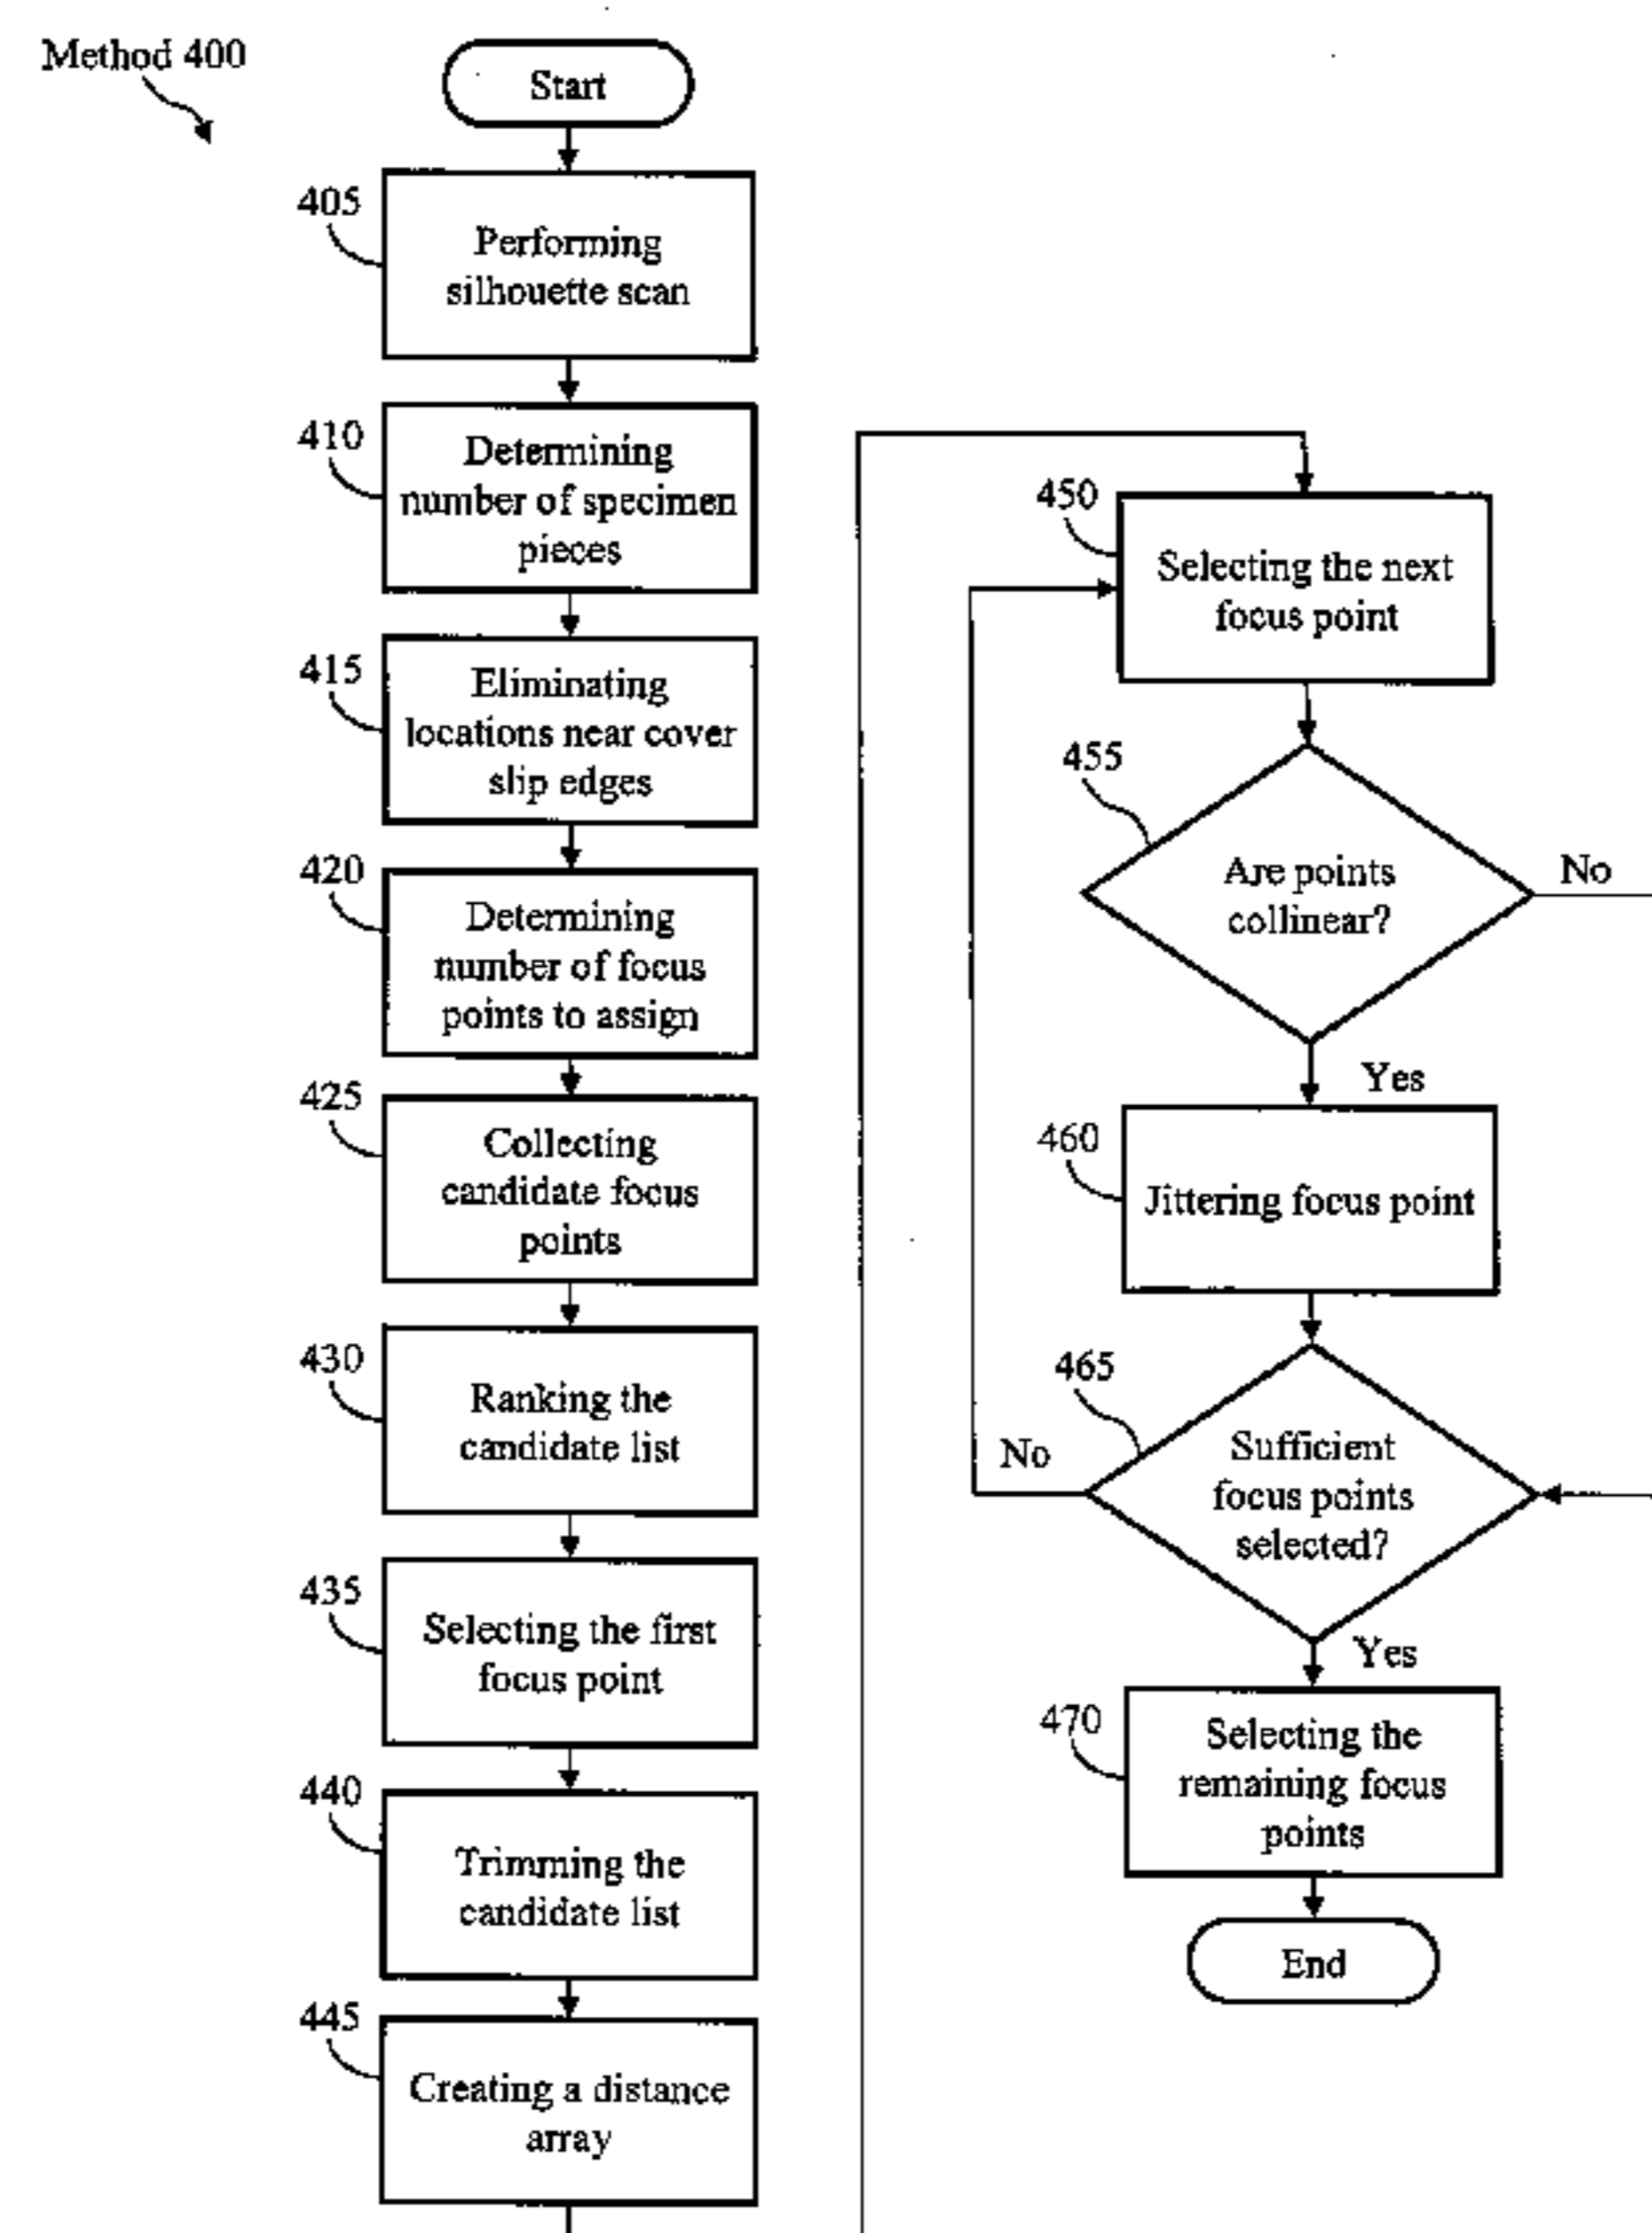 Method 400
Start
405
Performing
silhouette scan
410
Determining
number of specimen
pieces
415
Eliminating
locations near cover
slip edges
420
Determining
number of focus
points to assign
425
Collecting
candidate focus
points
430
Ranking the
candidate list
435
Selecting the first
focus point
440
Trimming the
candidate list
445
Creating a distance
array
450
Selecting the next
focus point
455
Are points
collinear?
No
Yes
460
Jittering focus point
465
Sufficient
focus points
selected?
No
Yes
470
Selecting the
remaining focus
points
End